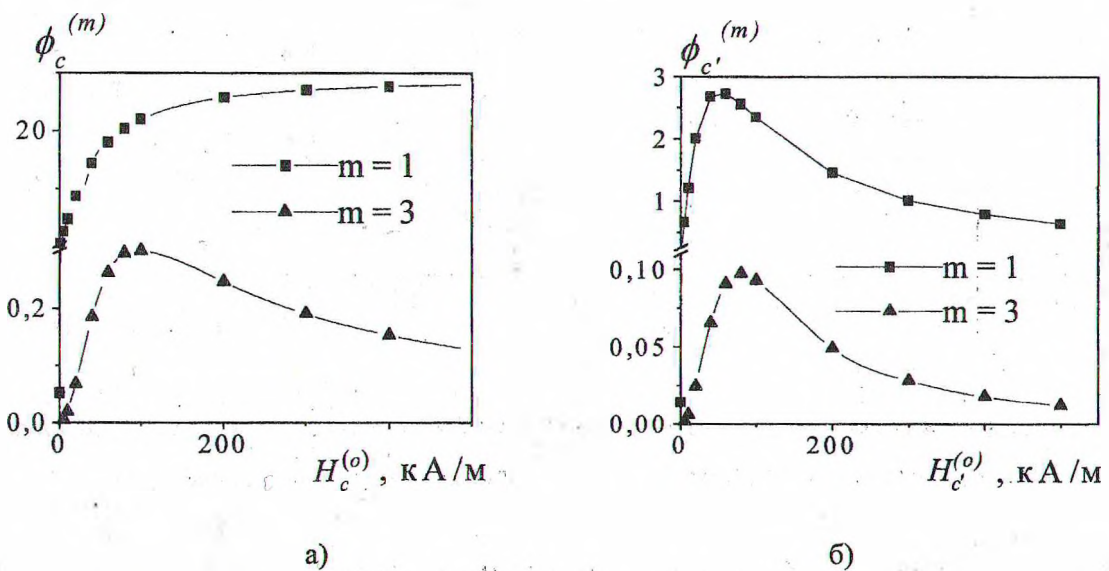 ϕ_c^(m)
20
m = 1
m = 3
0,2
0,0
0
200
H_c^(o) , кА/м
а)
ϕ_c'^(m)
3
2
1
m = 1
m = 3
0,10
0,05
0,00
0
200
H_c'^(o) , кА/м
б)